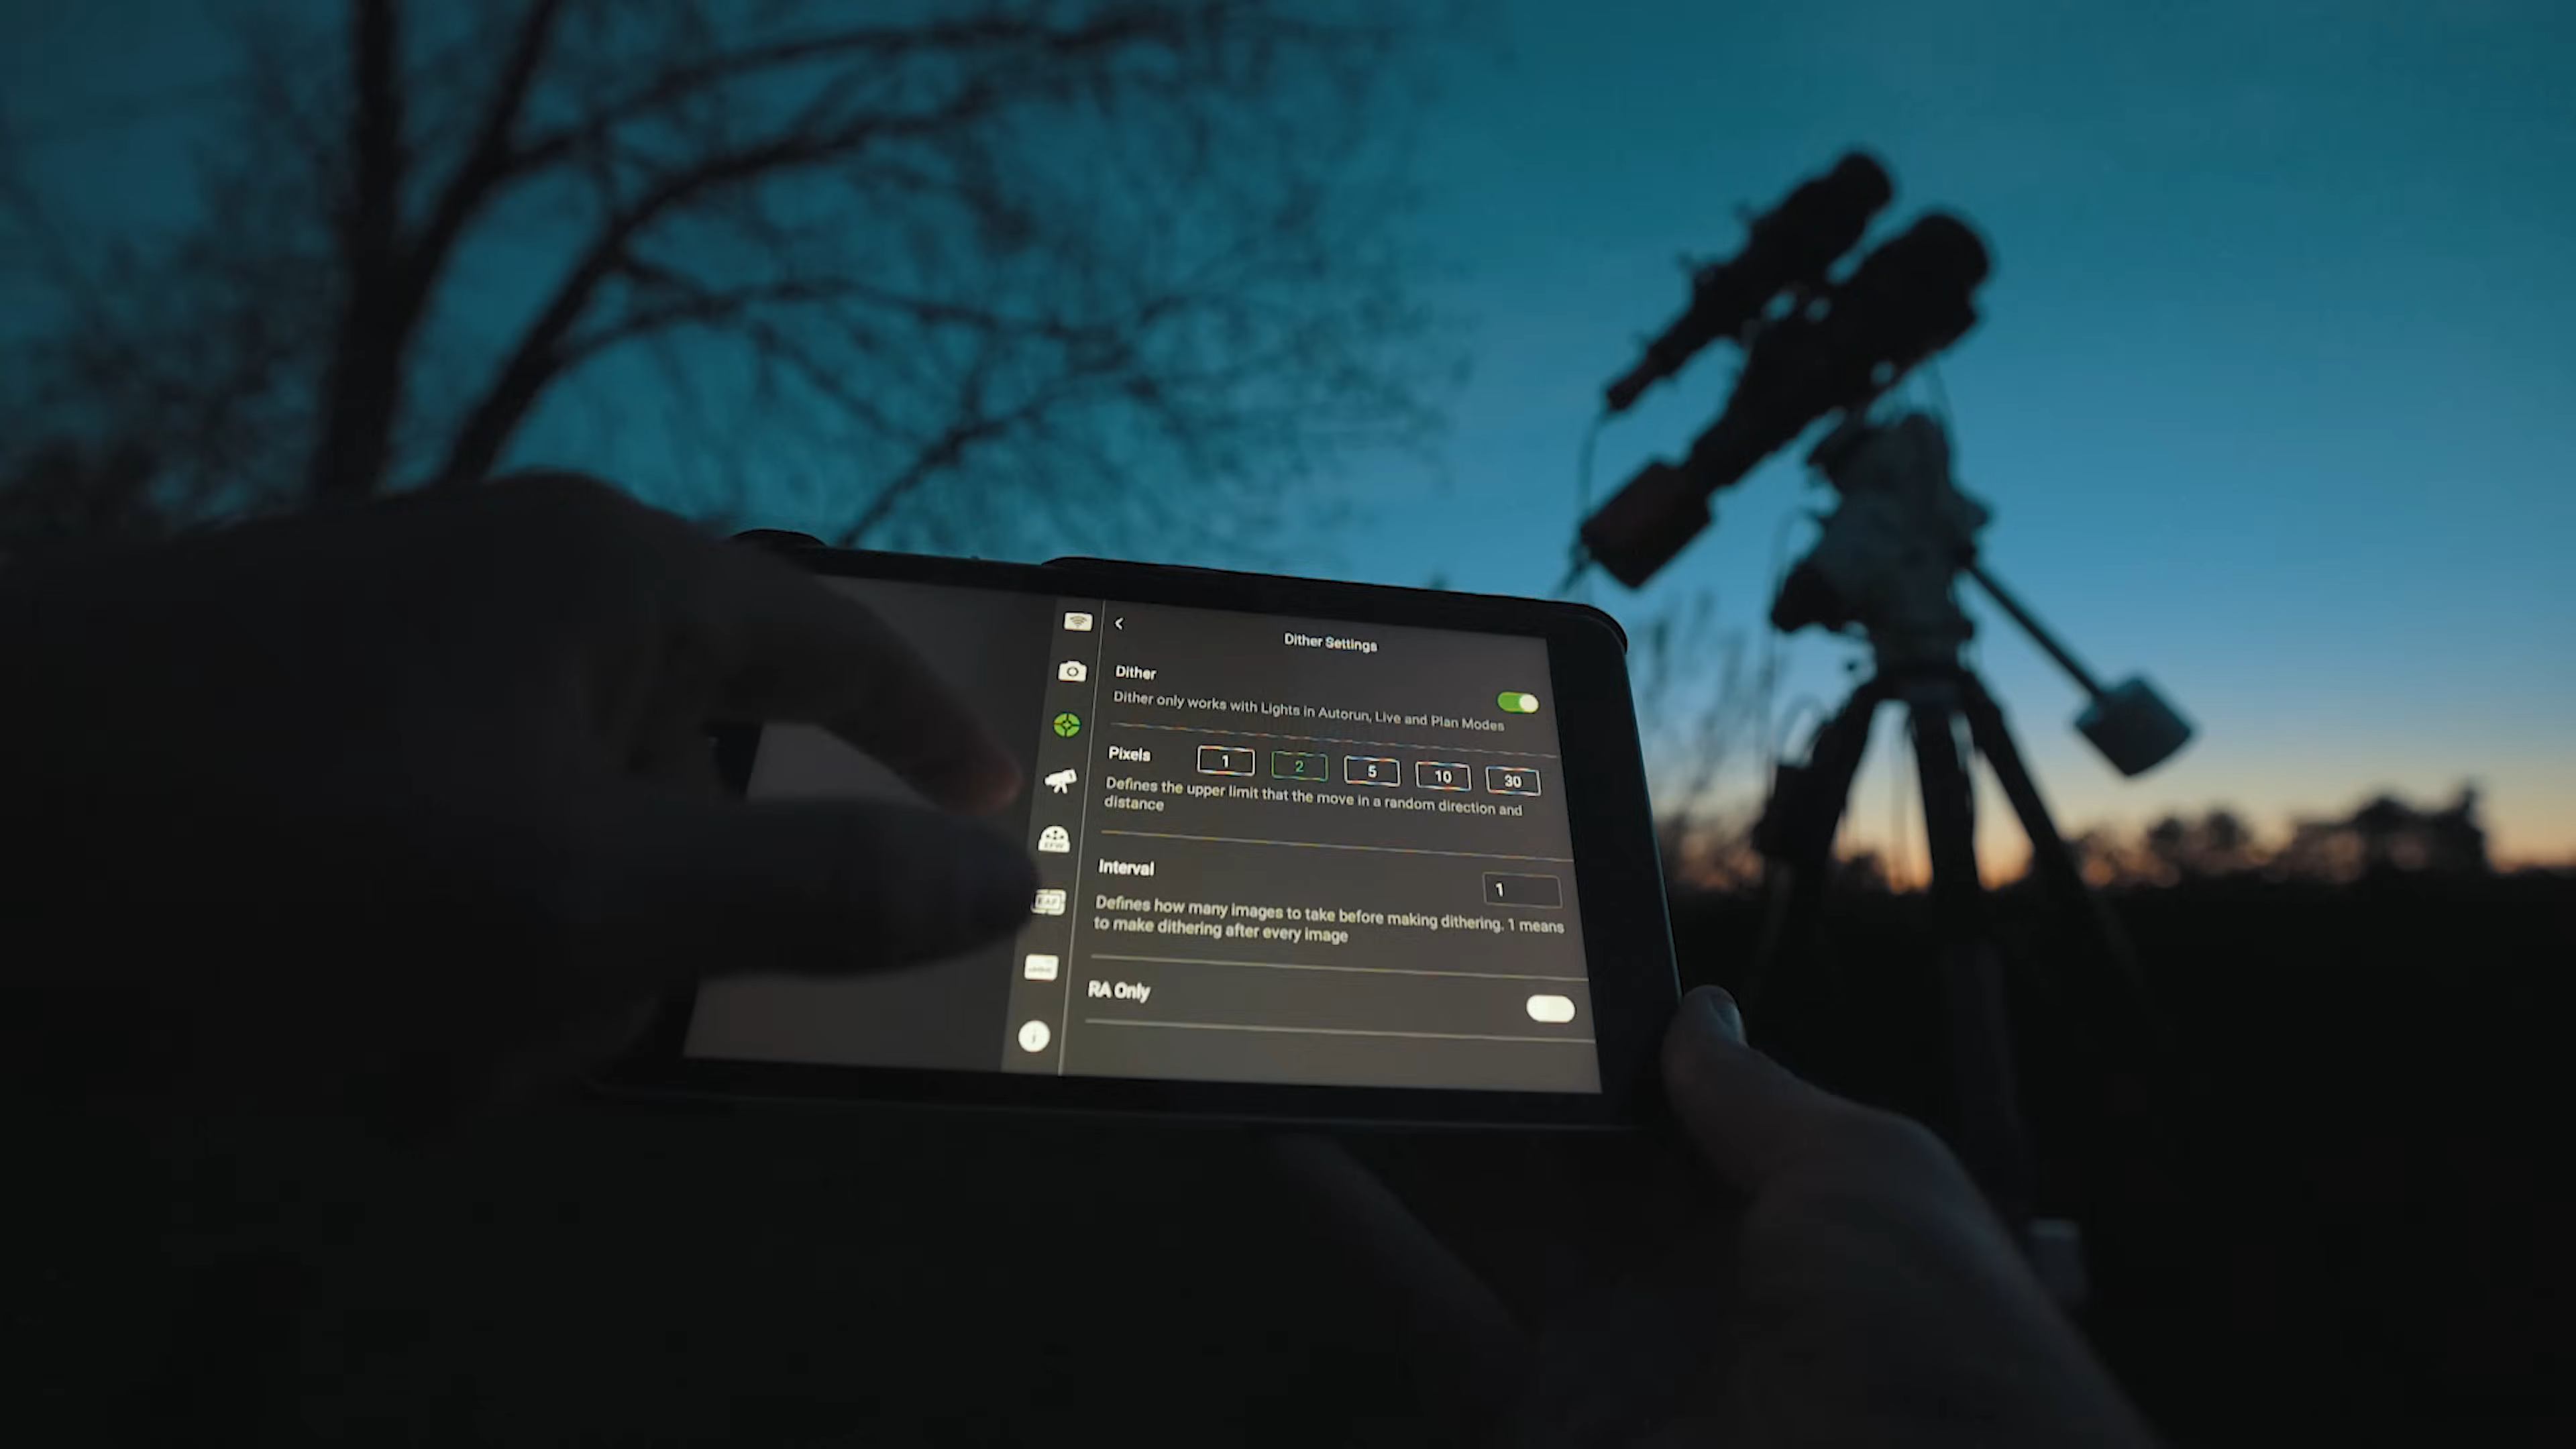 Dither Settings
Dither
Dither only works with Lights in Autorun, Live and Plan Modes
Pixels 1 2 5 10 30
Defines the upper limit that the move in a random direction and
distance
Interval 1
Defines how many images to take before making dithering. 1 means
to make dithering after every image
RA Only